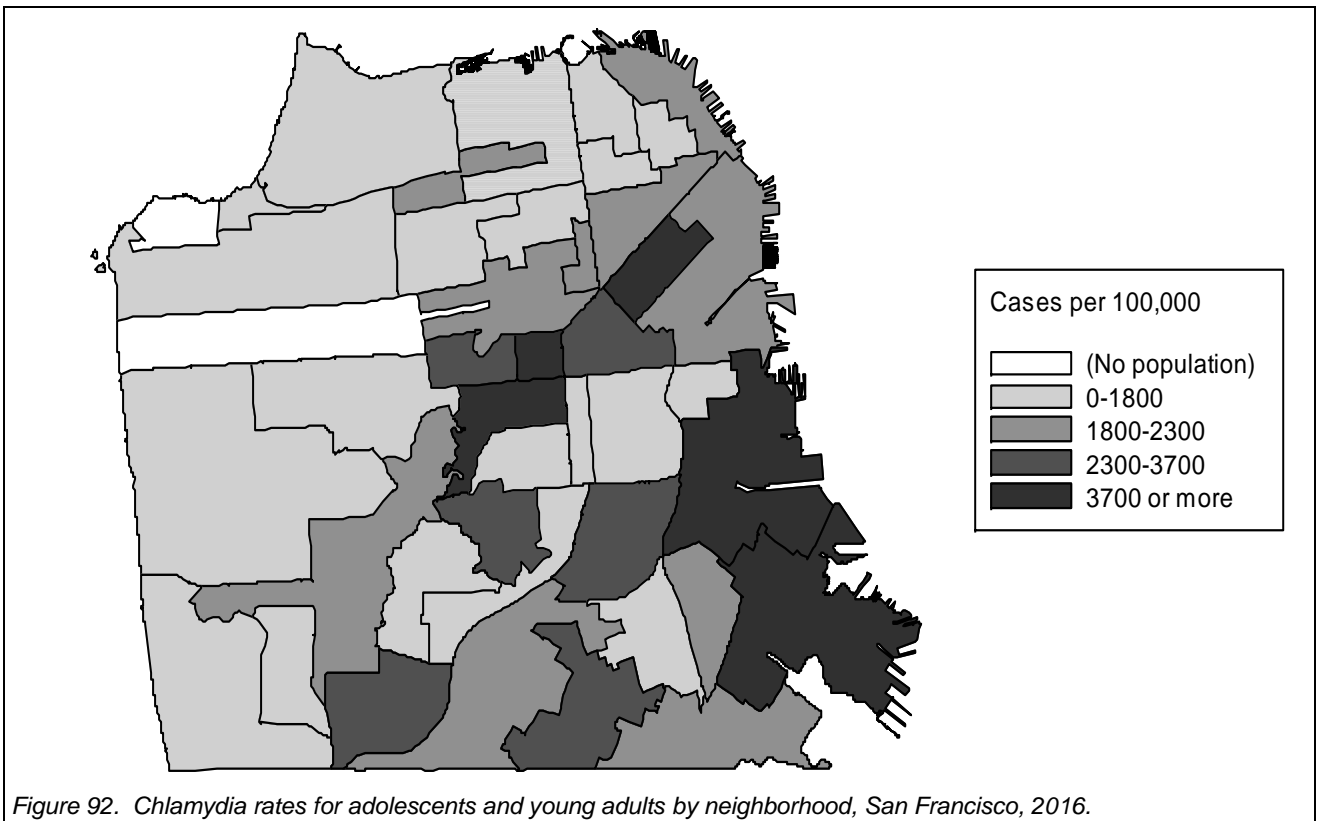 Cases per 100,000
(No population)
0-1800
1800-2300
2300-3700
3700 or more
Figure 92. Chlamydia rates for adolescents and young adults by neighborhood, San Francisco, 2016.